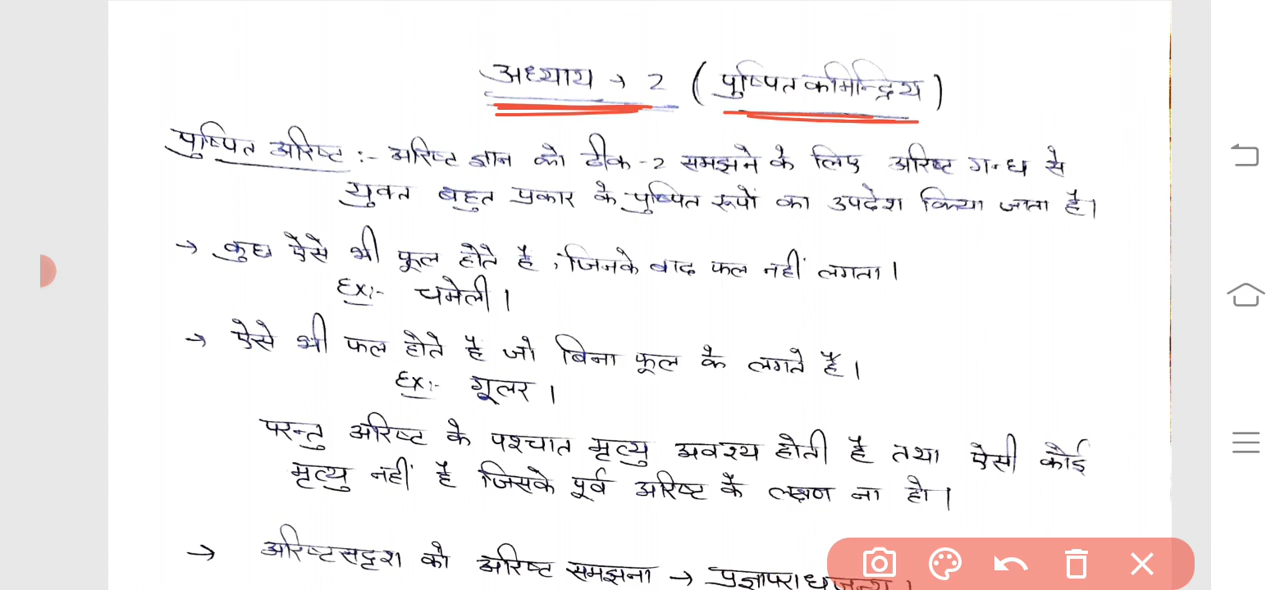 अध्याय → 2 ( पुष्पितकमिन्द्रिय )
पुष्पित अरिष्ट :- अरिष्ट ज्ञान को ठीक -2 समझने के लिए अरिष्ट गन्ध से
युक्त बहुत प्रकार के पुष्पित रूपों का उपदेश किया जाता है।
→ कुछ ऐसे भी फूल होते है, जिनके बाद फल नहीं लगता।
Ex:- चमेली।
→ ऐसे भी फल होते है जो बिना फूल के लगते हैं।
Ex:- गूलर।
परन्तु अरिष्ट के पश्चात मृत्यु अवश्य होती है तथा ऐसी कोई
मृत्यु नहीं है जिसके पूर्व अरिष्ट के लक्षण ना हो।
→ अरिष्टसदृश को अरिष्ट समझना → प्रज्ञापराधजन्य।